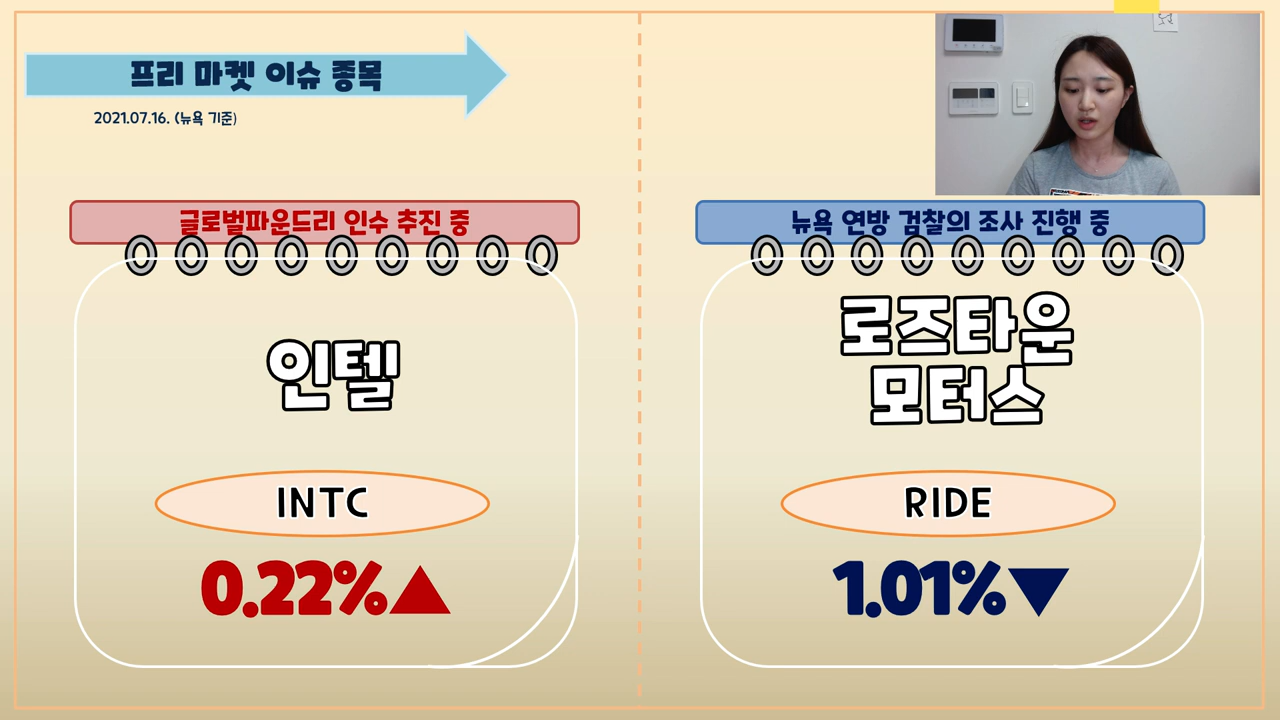 프리 마켓 이슈 종목
2021.07.16. (뉴욕 기준)
글로벌파운드리 인수 추진 중
인텔
INTC
0.22%▲
뉴욕 연방 검찰의 조사 진행 중
로즈타운
모터스
RIDE
1.01%▼